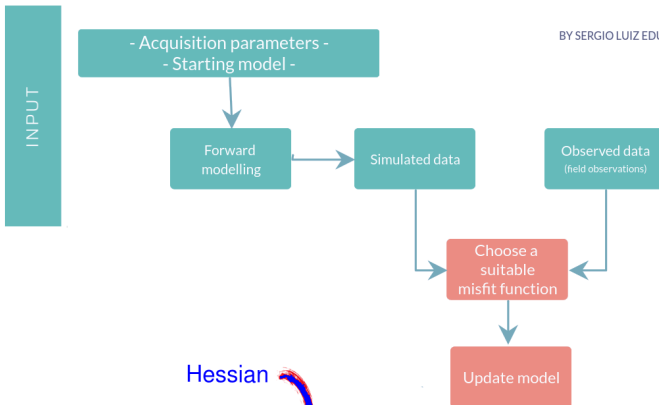 BY SERGIO LUIZ
- Acquisition parameters -
- Starting model -
INPUT
Forward
modelling
Simulated data
Observed data
(field observations)
Choose a
suitable
misfit function
Update model
Hessian